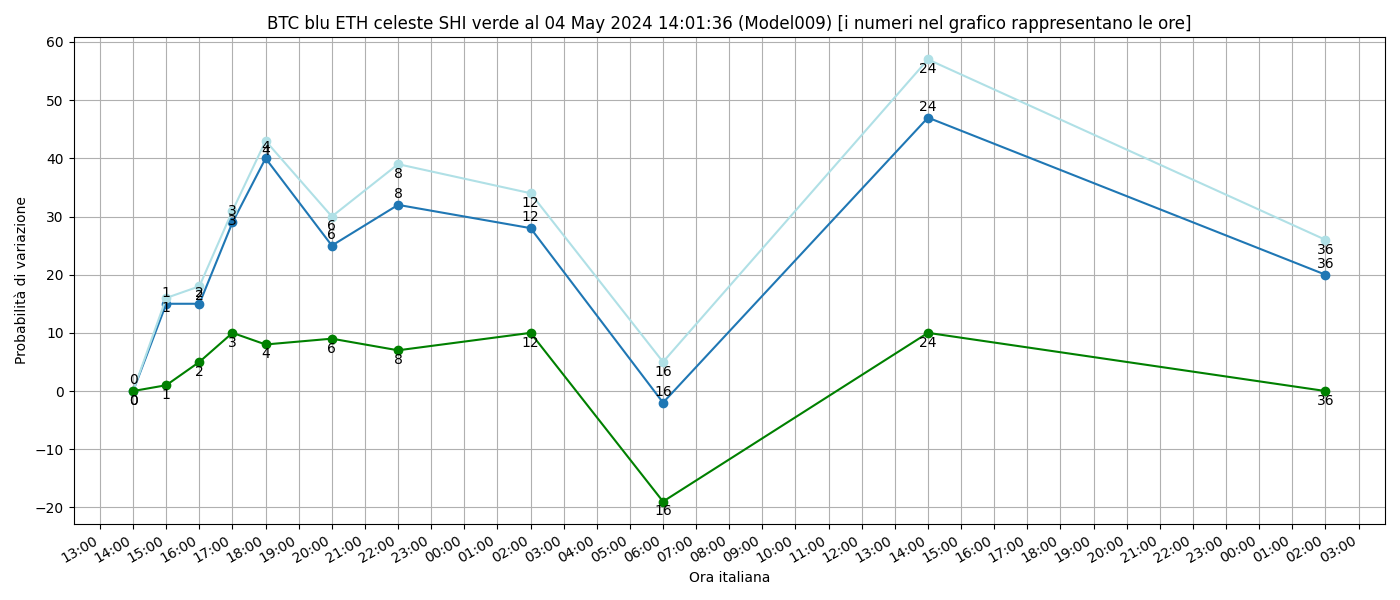 BTC blu ETH celeste SHI verde al 04 May 2024 14:01:36 (Model009) [i numeri nel grafico rappresentano le ore]
Probabilità di variazione
60
50
40
30
20
10
0
−10
−20
0 1 2 3 4 6 8 12 16 24 36
0 1 2 3 4 6 8 12 16 24 36
0 1 2 3 4 6 8 12 16 24 36
13:00 14:00 15:00 16:00 17:00 18:00 19:00 20:00 21:00 22:00 23:00 00:00 01:00 02:00 03:00 04:00 05:00 06:00 07:00 08:00 09:00 10:00 11:00 12:00 13:00 14:00 15:00 16:00 17:00 18:00 19:00 20:00 21:00 22:00 23:00 00:00 01:00 02:00 03:00
Ora italiana